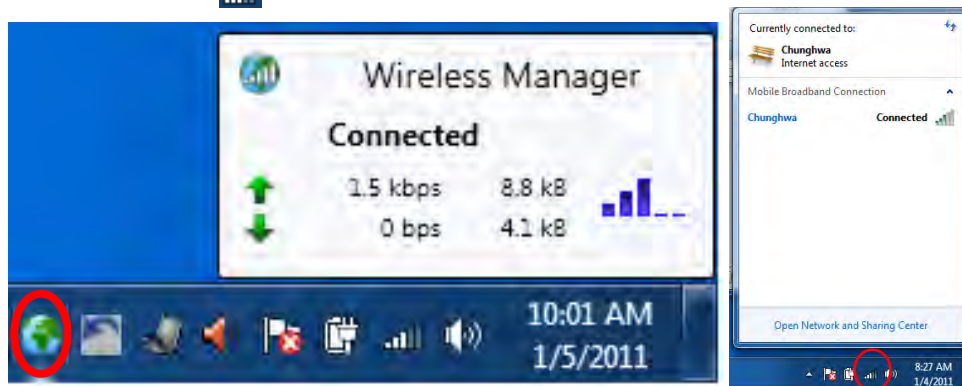 Wireless Manager
Connected
1.5 kbps 8.8 kB
0 bps 4.1 kB
10:01 AM
1/5/2011
Currently connected to:
Chunghwa
Internet access
Mobile Broadband Connection
Chunghwa Connected
Open Network and Sharing Center
8:27 AM
1/4/2011